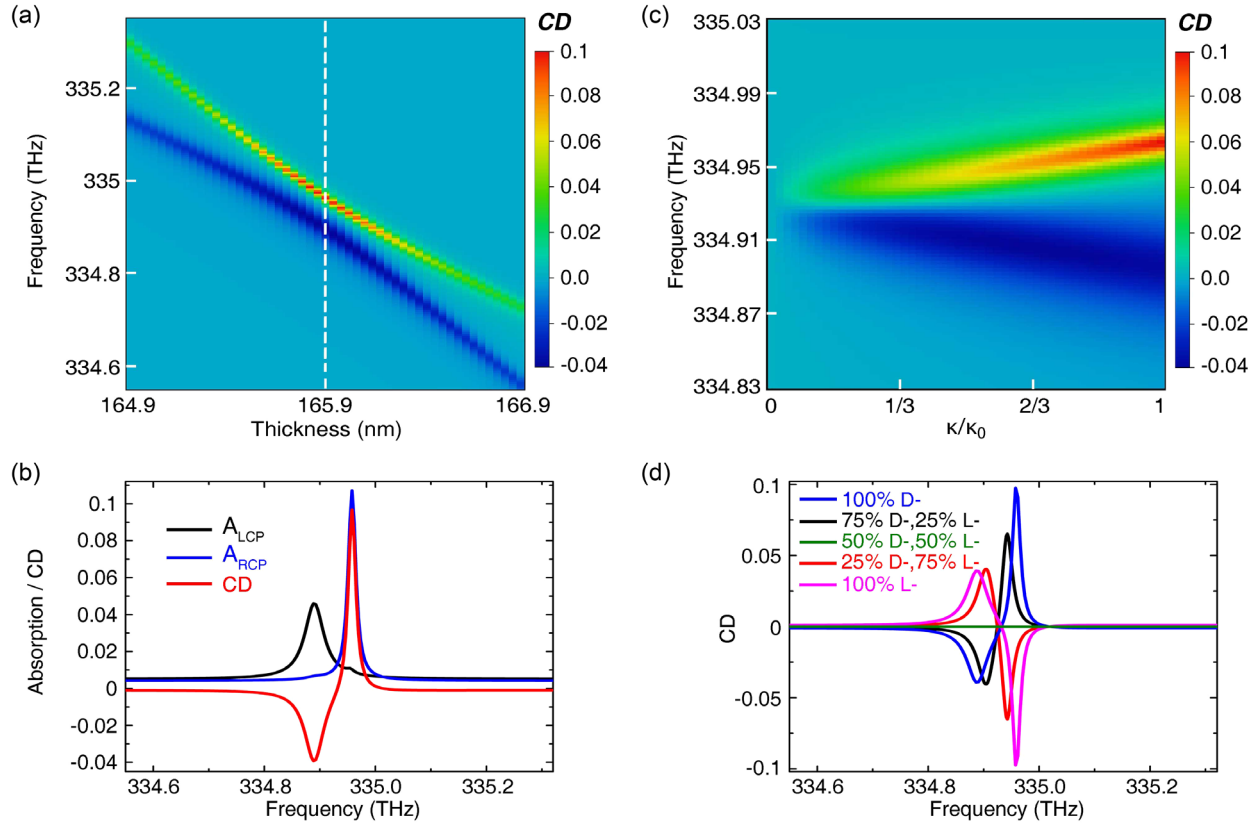 (a)
CD
0.1
0.08
0.06
0.04
0.02
0.0
-0.02
-0.04
335.2
335
334.8
334.6
Frequency (THz)
164.9
165.9
166.9
Thickness (nm)
(c)
CD
0.1
0.08
0.06
0.04
0.02
0.0
-0.02
-0.04
335.03
334.99
334.95
334.91
334.87
334.83
Frequency (THz)
0
1/3
2/3
1
κ/κ0
(b)
0.1
0.08
0.06
0.04
0.02
0
-0.02
-0.04
Absorption / CD
ALCP
ARCP
CD
334.6
334.8
335.0
335.2
Frequency (THz)
(d)
0.1
0.05
0
-0.05
-0.1
CD
100% D-
75% D-,25% L-
50% D-,50% L-
25% D-,75% L-
100% L-
334.6
334.8
335.0
335.2
Frequency (THz)